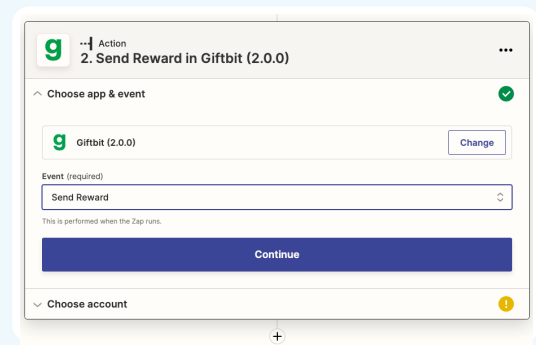 g
Action
2. Send Reward in Giftbit (2.0.0)
Choose app & event
g Giftbit (2.0.0) Change
Event (required)
Send Reward
This is performed when the Zap runs.
Continue
Choose account